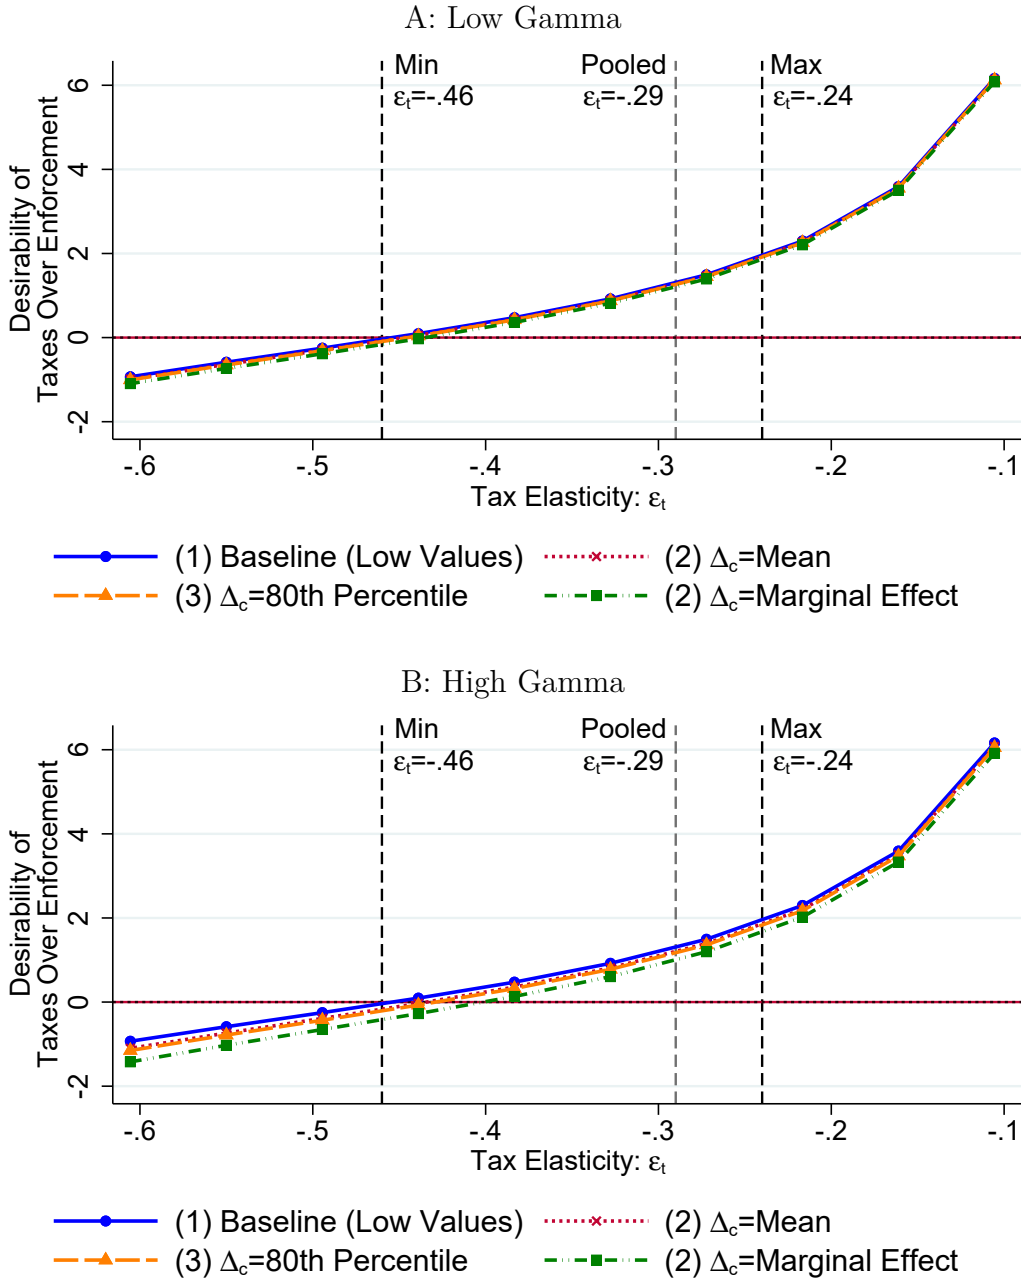 A: Low Gamma
Min Pooled Max
εt=-.46 εt=-.29 εt=-.24
Desirability of
Taxes Over Enforcement
6
4
2
0
-2
-.6 -.5 -.4 -.3 -.2 -.1
Tax Elasticity: εt
(1) Baseline (Low Values) (2) Δc=Mean
(3) Δc=80th Percentile (2) Δc=Marginal Effect
B: High Gamma
Min Pooled Max
εt=-.46 εt=-.29 εt=-.24
Desirability of
Taxes Over Enforcement
6
4
2
0
-2
-.6 -.5 -.4 -.3 -.2 -.1
Tax Elasticity: εt
(1) Baseline (Low Values) (2) Δc=Mean
(3) Δc=80th Percentile (2) Δc=Marginal Effect